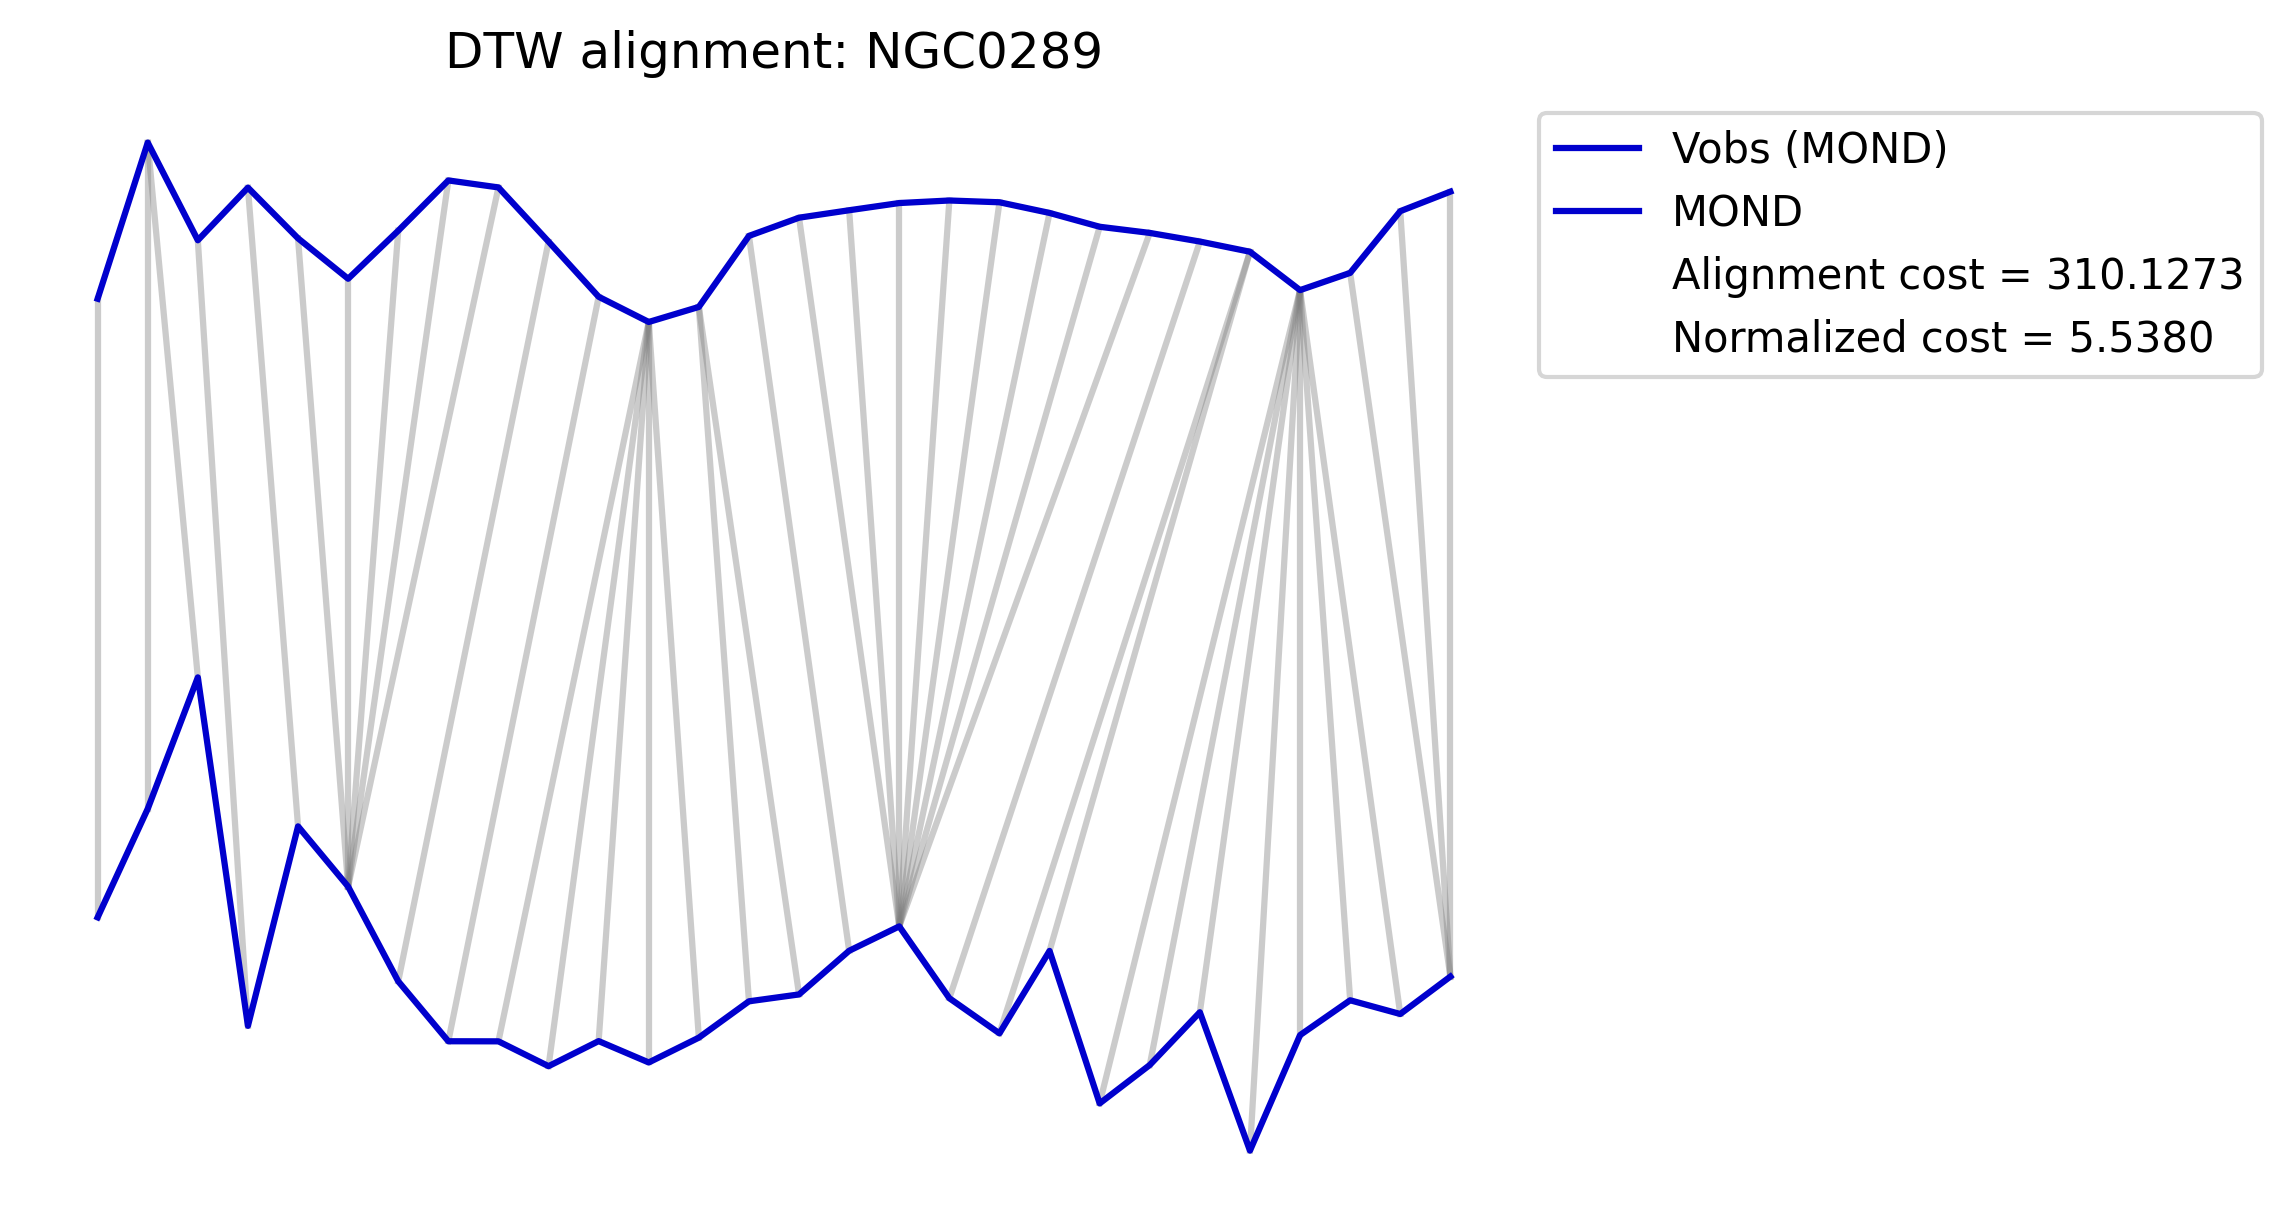 DTW alignment: NGC0289
Vobs (MOND)
MOND
Alignment cost = 310.1273
Normalized cost = 5.5380